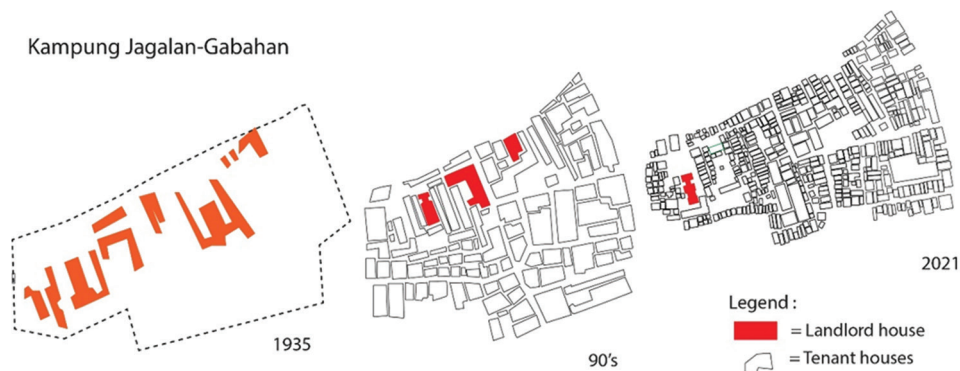 Kampung Jagalan-Gabahan
1935
90's
2021
Legend :
= Landlord house
= Tenant houses